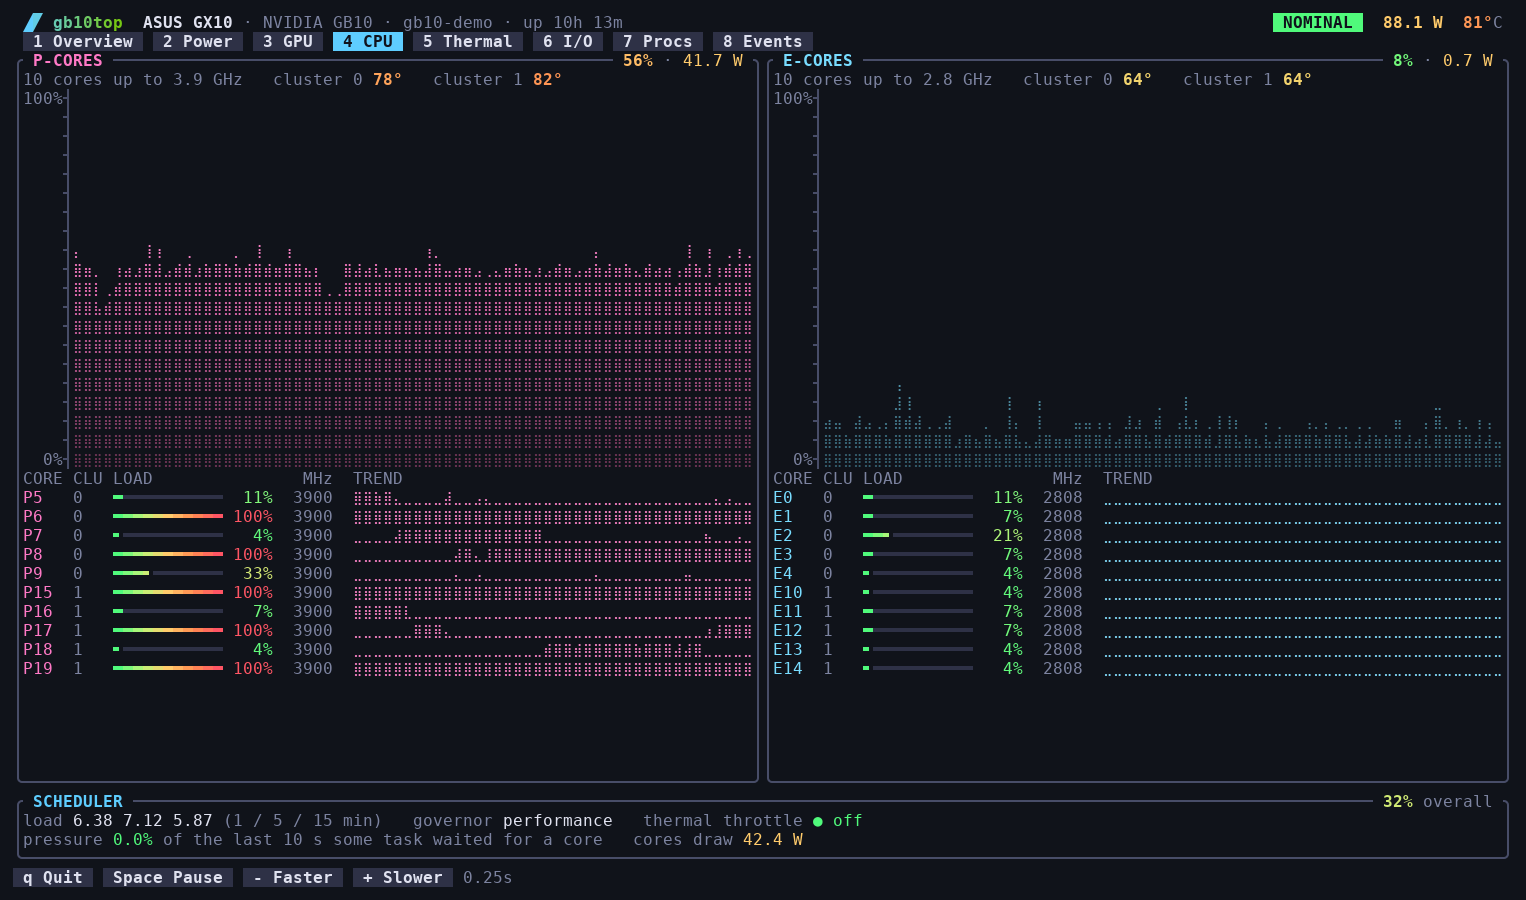 gb10top ASUS GX10 · NVIDIA GB10 · gb10-demo · up 10h 13m NOMINAL 88.1 W 81°C
1 Overview 2 Power 3 GPU 4 CPU 5 Thermal 6 I/O 7 Procs 8 Events
P-CORES 56% · 41.7 W
10 cores up to 3.9 GHz cluster 0 78° cluster 1 82°
100%
0%
CORE CLU LOAD MHz TREND
P5 0 11% 3900
P6 0 100% 3900
P7 0 4% 3900
P8 0 100% 3900
P9 0 33% 3900
P15 1 100% 3900
P16 1 7% 3900
P17 1 100% 3900
P18 1 4% 3900
P19 1 100% 3900
E-CORES 8% · 0.7 W
10 cores up to 2.8 GHz cluster 0 64° cluster 1 64°
100%
0%
CORE CLU LOAD MHz TREND
E0 0 11% 2808
E1 0 7% 2808
E2 0 21% 2808
E3 0 7% 2808
E4 0 4% 2808
E10 1 4% 2808
E11 1 7% 2808
E12 1 7% 2808
E13 1 4% 2808
E14 1 4% 2808
SCHEDULER 32% overall
load 6.38 7.12 5.87 (1 / 5 / 15 min) governor performance thermal throttle ● off
pressure 0.0% of the last 10 s some task waited for a core cores draw 42.4 W
q Quit Space Pause - Faster + Slower 0.25s